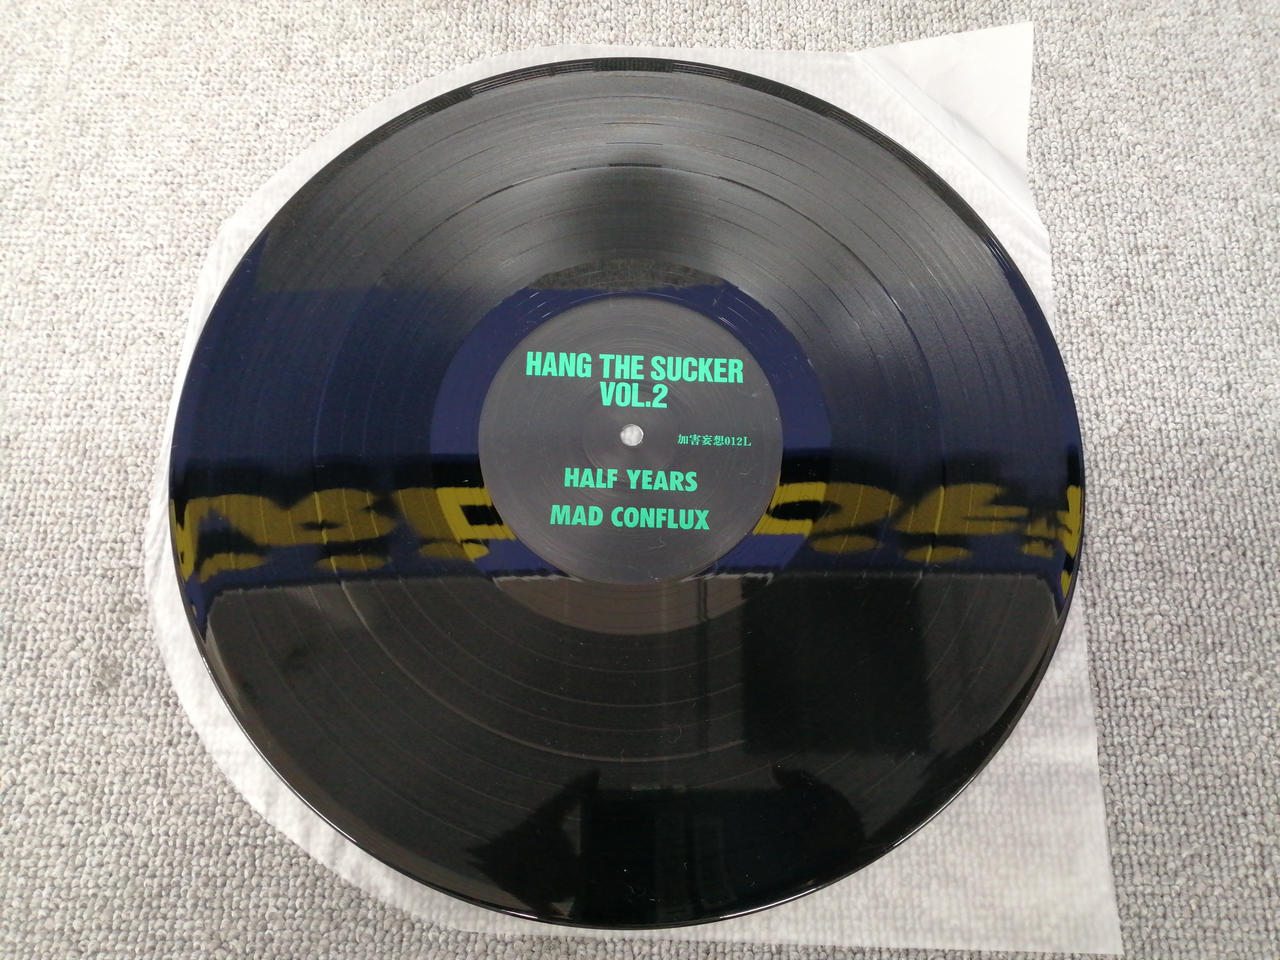 HANG THE SUCKER
VOL.2
加害妄想012L
HALF YEARS
MAD CONFLUX